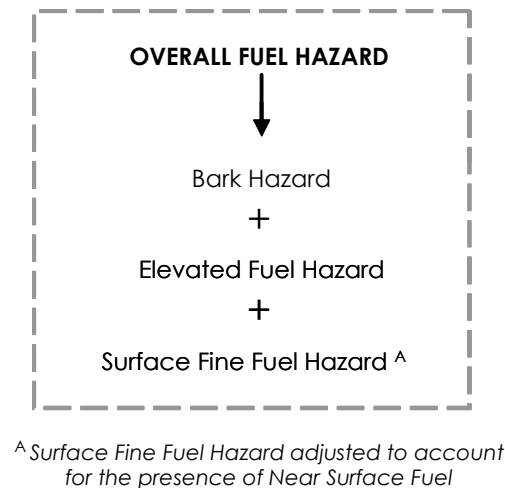 OVERALL FUEL HAZARD
Bark Hazard
+
Elevated Fuel Hazard
+
Surface Fine Fuel Hazard A
A Surface Fine Fuel Hazard adjusted to account
for the presence of Near Surface Fuel